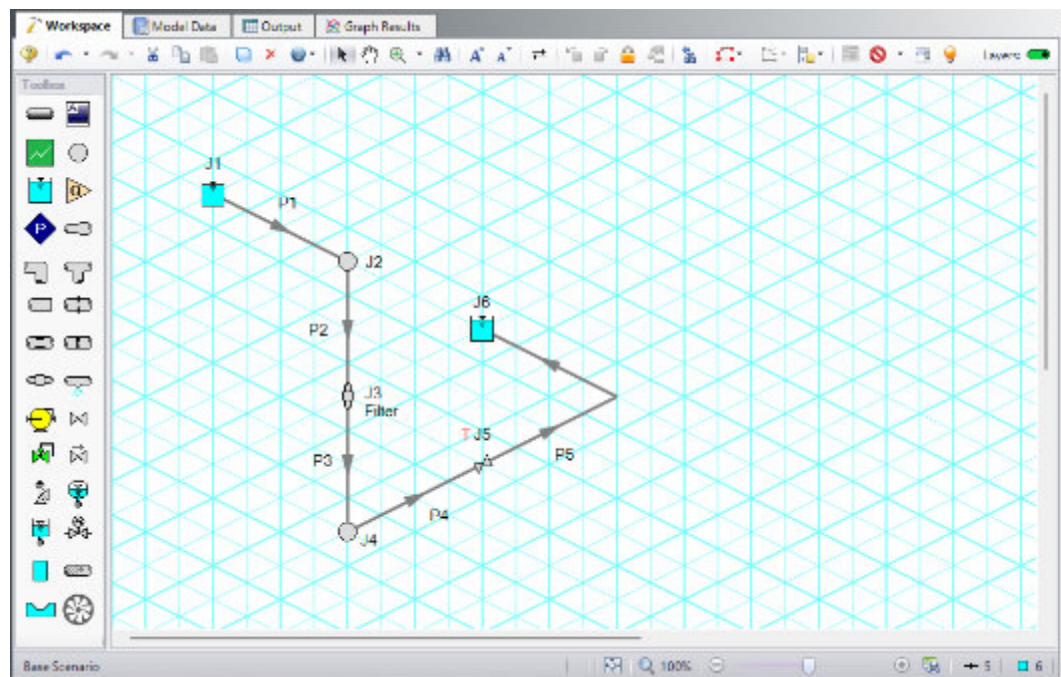 Workspace Model Data Output Graph Results
A A Layers
Toolbox
J1
P1
J2
J6
P2
J3
Filter
T J5
P3
P5
P4
J4
P
Base Scenario 100% 5 6